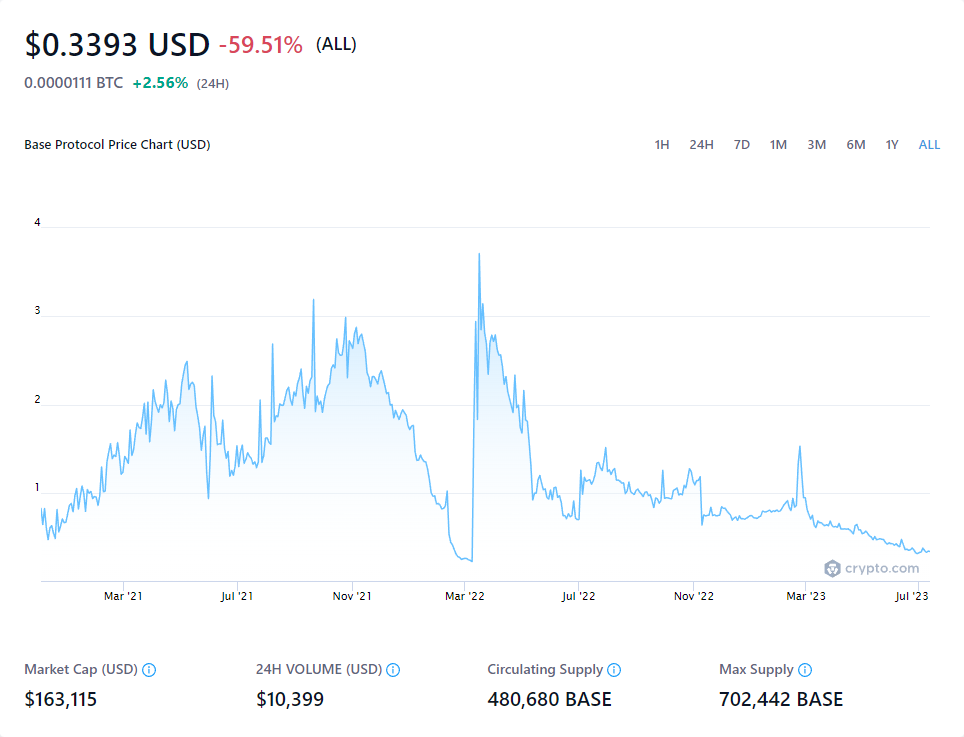 $0.3393 USD -59.51% (ALL)
0.0000111 BTC +2.56% (24H)
Base Protocol Price Chart (USD) 1H 24H 7D 1M 3M 6M 1Y ALL
4
3
2
1
crypto.com
Mar '21 Jul '21 Nov '21 Mar '22 Jul '22 Nov '22 Mar '23 Jul '23
Market Cap (USD) 24H VOLUME (USD) Circulating Supply Max Supply
$163,115 $10,399 480,680 BASE 702,442 BASE